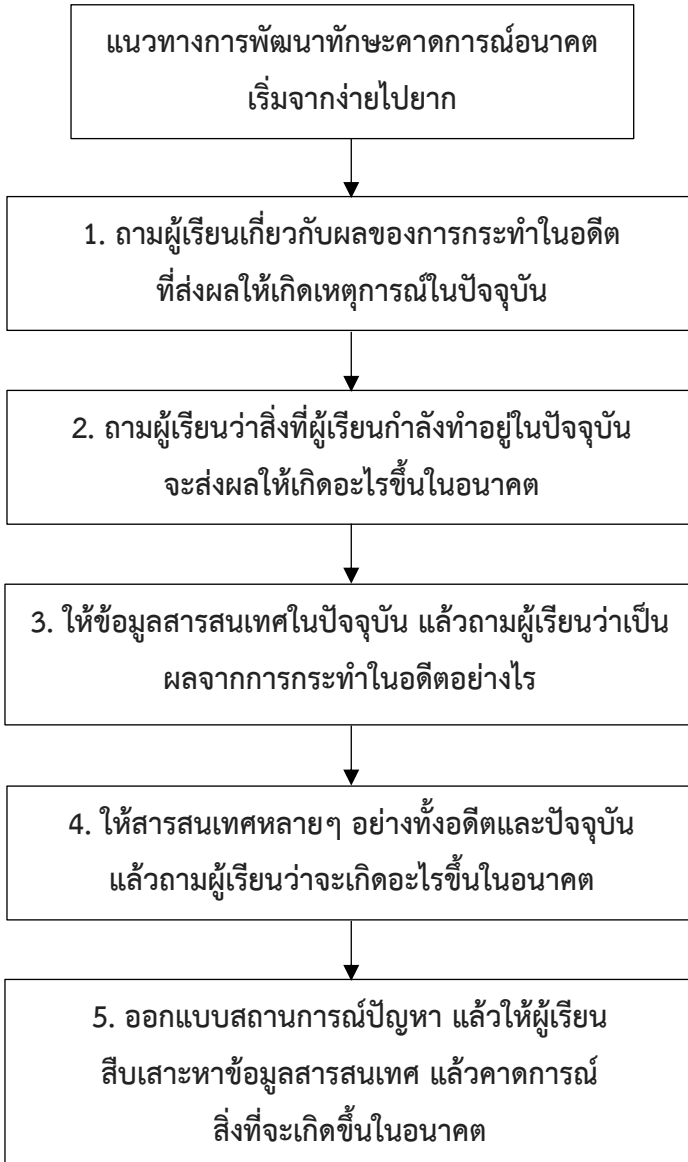 แนวทางการพัฒนาทักษะคาดการณ์อนาคต
เริ่มจากง่ายไปยาก
1. ถามผู้เรียนเกี่ยวกับผลของการกระทำในอดีต
ที่ส่งผลให้เกิดเหตุการณ์ในปัจจุบัน
2. ถามผู้เรียนว่าสิ่งที่ผู้เรียนกำลังทำอยู่ในปัจจุบัน
จะส่งผลให้เกิดอะไรขึ้นในอนาคต
3. ให้ข้อมูลสารสนเทศในปัจจุบัน แล้วถามผู้เรียนว่าเป็น
ผลจากการกระทำในอดีตอย่างไร
4. ให้สารสนเทศหลายๆ อย่างทั้งอดีตและปัจจุบัน
แล้วถามผู้เรียนว่าจะเกิดอะไรขึ้นในอนาคต
5. ออกแบบสถานการณ์ปัญหา แล้วให้ผู้เรียน
สืบเสาะหาข้อมูลสารสนเทศ แล้วคาดการณ์
สิ่งที่จะเกิดขึ้นในอนาคต